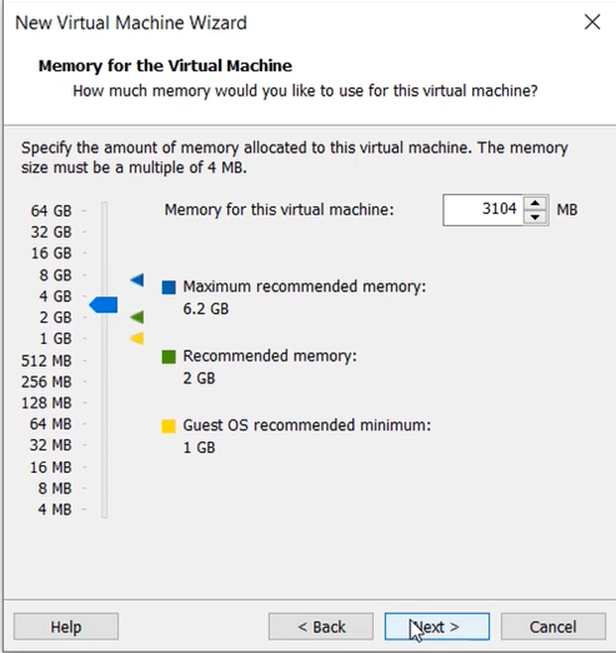 New Virtual Machine Wizard
Memory for the Virtual Machine
How much memory would you like to use for this virtual machine?
Specify the amount of memory allocated to this virtual machine. The memory
size must be a multiple of 4 MB.
Memory for this virtual machine: 3104 MB
64 GB
32 GB
16 GB
8 GB
4 GB
2 GB
1 GB
512 MB
256 MB
128 MB
64 MB
32 MB
16 MB
8 MB
4 MB
Maximum recommended memory:
6.2 GB
Recommended memory:
2 GB
Guest OS recommended minimum:
1 GB
Help < Back Next > Cancel